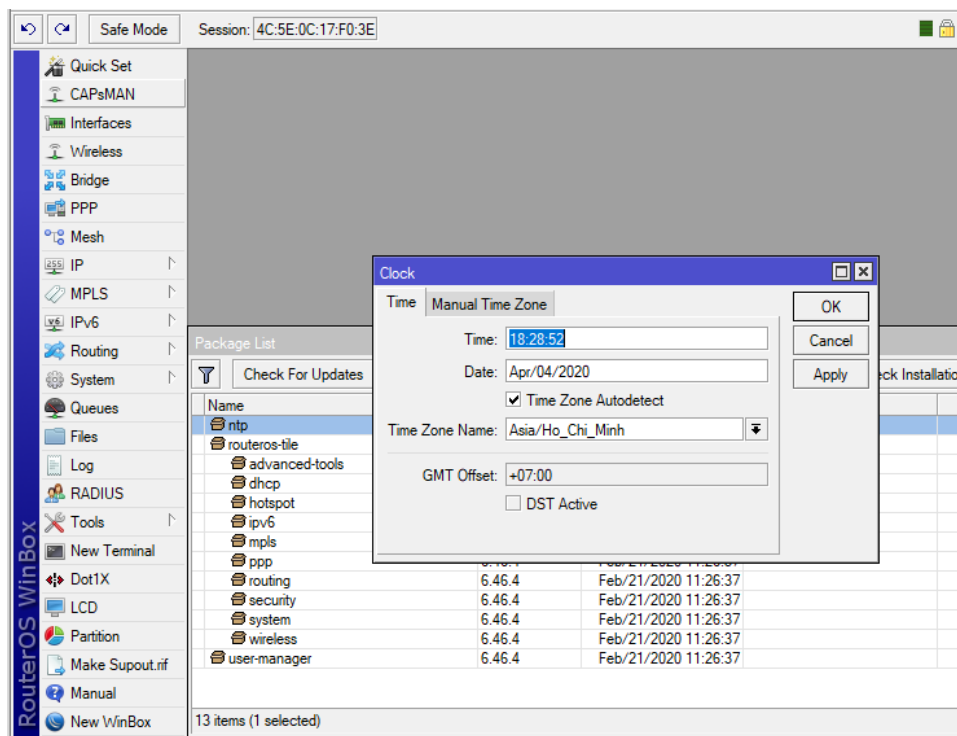 Safe Mode
Session: 4C:5E:0C:17:F0:3E
Quick Set
CAPsMAN
Interfaces
Wireless
Bridge
PPP
Mesh
255 IP
MPLS
v6 IPv6
Routing
System
Queues
Files
Log
RADIUS
Tools
New Terminal
Dot1X
LCD
Partition
Make Supout.rif
Manual
New WinBox
RouterOS WinBox
Clock
Time Manual Time Zone
Time: 18:28:52
Date: Apr/04/2020
Time Zone Autodetect
Time Zone Name: Asia/Ho_Chi_Minh
GMT Offset: +07:00
DST Active
OK
Cancel
Apply
Package List
Check For Updates
Name
ntp
routeros-tile
advanced-tools
dhcp
hotspot
ipv6
mpls
ppp
routing 6.46.4 Feb/21/2020 11:26:37
security 6.46.4 Feb/21/2020 11:26:37
system 6.46.4 Feb/21/2020 11:26:37
wireless 6.46.4 Feb/21/2020 11:26:37
user-manager 6.46.4 Feb/21/2020 11:26:37
13 items (1 selected)